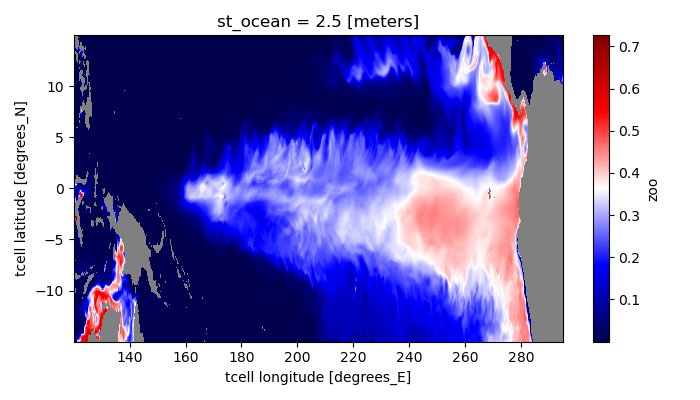 st_ocean = 2.5 [meters]
10
5
0
−5
−10
tcell latitude [degrees_N]
140 160 180 200 220 240 260 280
tcell longitude [degrees_E]
0.7
0.6
0.5
0.4
0.3
0.2
0.1
zoo